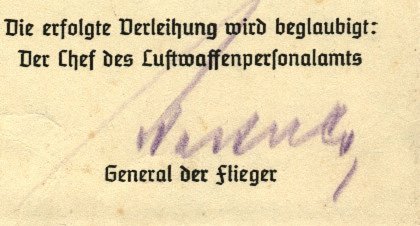 Die erfolgte Verleihung wird beglaubigt:
Der Chef des Luftwaffenpersonalamts
General der Flieger